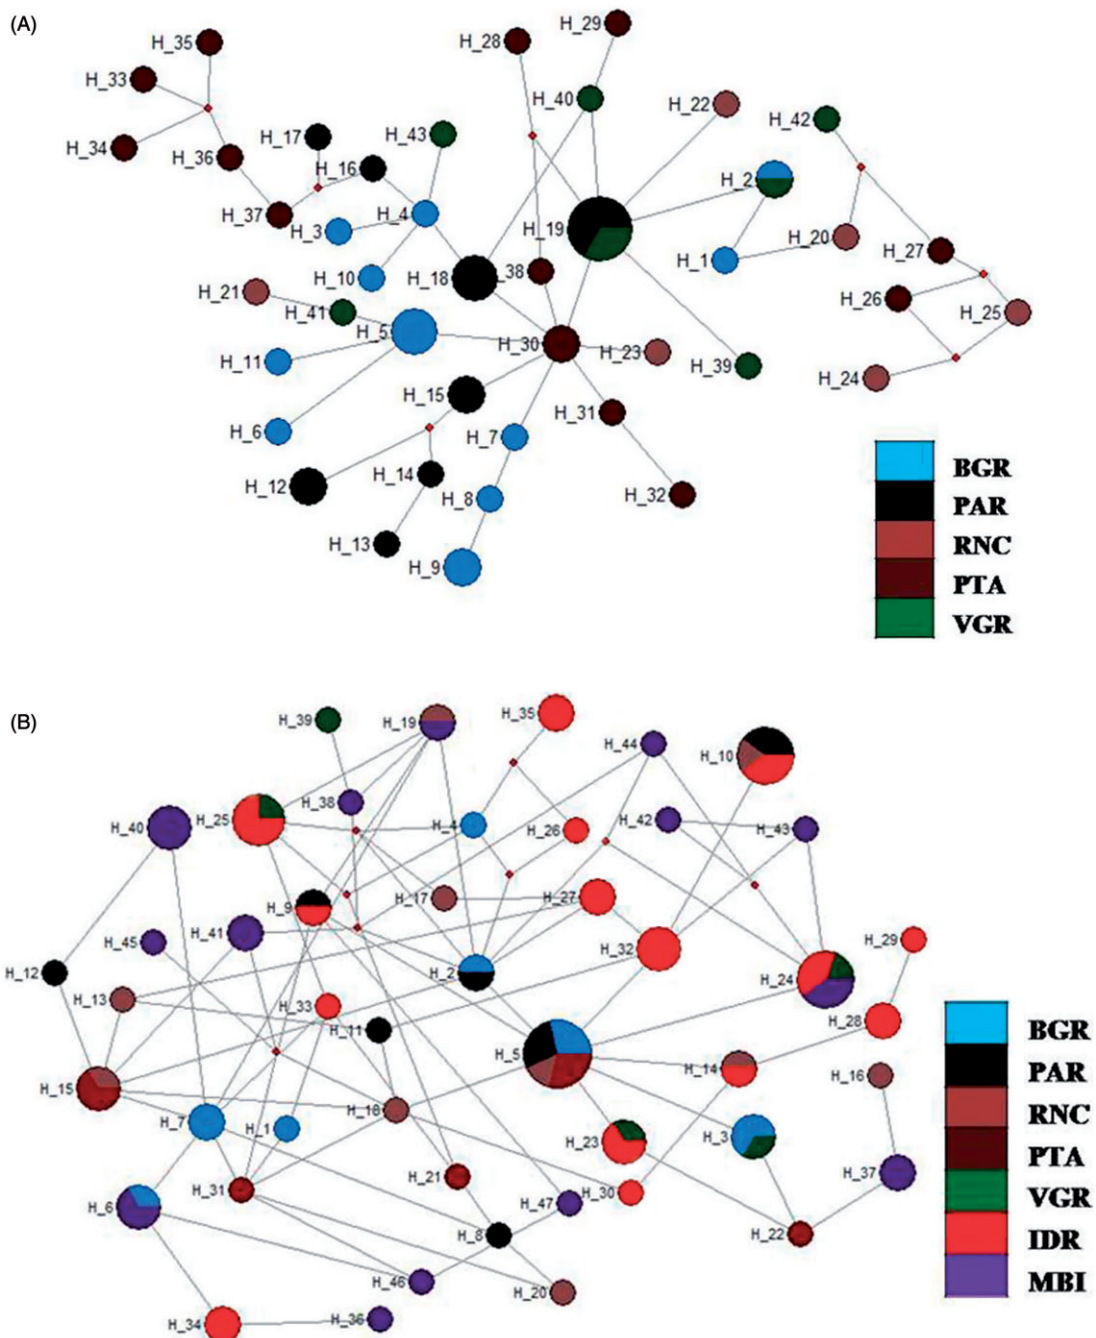 (A)
H_35
H_28
H_29
H_33
H_40
H_22
H_42
H_34
H_36
H_17
H_43
H_16
H_2
H_37
H_3
H_4
H_19
H_20
H_1
H_27
H_10
H_18
_38
H_21
H_41
H_26
H_25
H_5
H_30
H_23
H_11
H_39
H_24
H_15
H_31
H_6
H_7
H_12
H_14
H_8
H_32
H_13
H_9
BGR
PAR
RNC
PTA
VGR
(B)
H_39
H_19
H_35
H_44
H_10
H_40
H_25
H_38
H_4
H_26
H_42
H_43
H_9
H_17
H_27
H_45
H_41
H_32
H_29
H_12
H_2
H_24
H_13
H_33
H_11
H_28
H_5
H_14
H_16
H_15
H_7
H_1
H_18
H_23
H_3
H_31
H_21
H_30
H_37
H_6
H_47
H_8
H_22
H_46
H_20
H_34
H_36
BGR
PAR
RNC
PTA
VGR
IDR
MBI